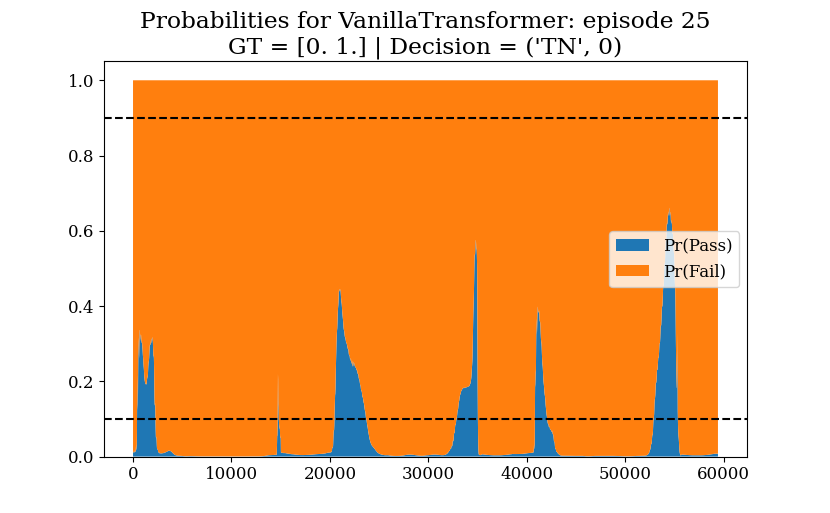 Probabilities for VanillaTransformer: episode 25
GT = [0. 1.] | Decision = ('TN', 0)
1.0
0.8
0.6
0.4
0.2
0.0
Pr(Pass)
Pr(Fail)
0 10000 20000 30000 40000 50000 60000